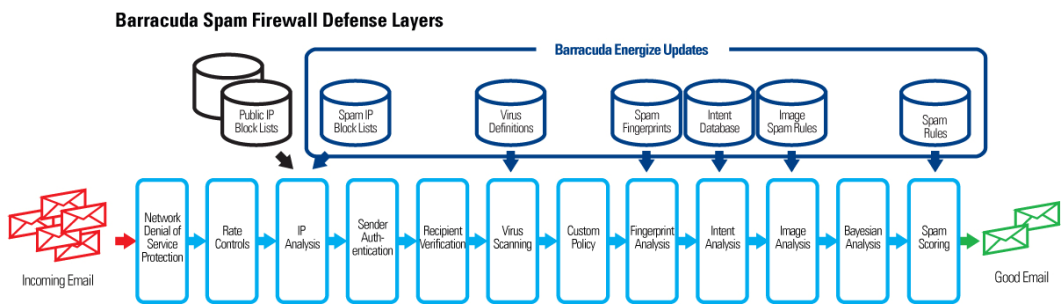 Barracuda Spam Firewall Defense Layers
Barracuda Energize Updates
Public IP
Block Lists
Spam IP
Block Lists
Virus
Definitions
Spam
Fingerprints
Intent
Database
Image
Spam Rules
Spam
Rules
Incoming Email
Network
Denial of
Service
Protection
Rate
Controls
IP
Analysis
Sender
Auth-
entication
Recipient
Verification
Virus
Scanning
Custom
Policy
Fingerprint
Analysis
Intent
Analysis
Image
Analysis
Bayesian
Analysis
Spam
Scoring
Good Email